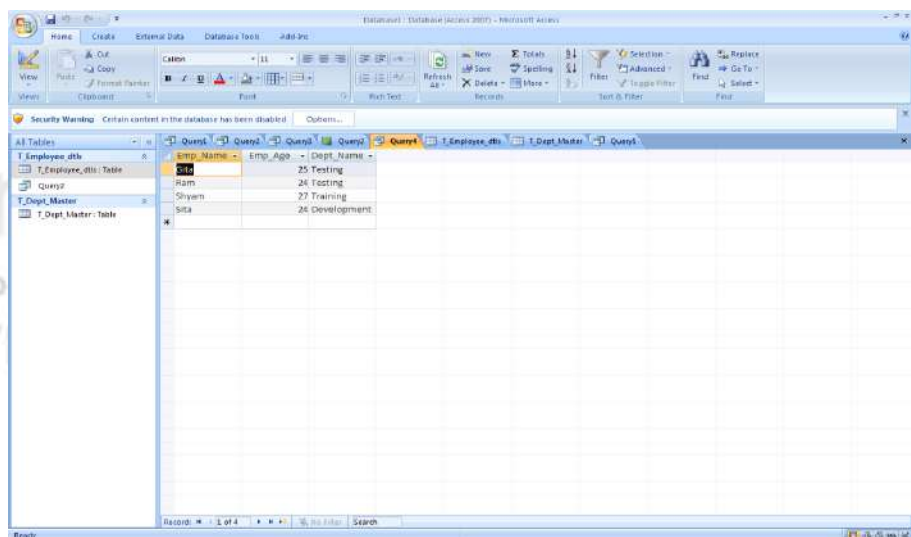 Database1 : Database (Access 2007) - Microsoft Access
Home Create External Data Database Tools Add-Ins
View
Views
Paste
Cut
Copy
Format Painter
Clipboard
Calibri 11
B I U
Font
Rich Text
Refresh All
New
Save
Delete
Totals
Spelling
More
Records
Filter
Selection
Advanced
Toggle Filter
Sort & Filter
Find
Replace
Go To
Select
Find
Security Warning Certain content in the database has been disabled Options...
All Tables
T_Employee_dtls
T_Employee_dtls : Table
Query2
T_Dept_Master
T_Dept_Master : Table
Query1 Query2 Query3 Query2 Query4 T_Employee_dtls T_Dept_Master Query5
Emp_Name Emp_Age Dept_Name
Gita 25 Testing
Ram 24 Testing
Shyam 27 Training
Sita 24 Development
Record: 1 of 4 No Filter Search
Ready